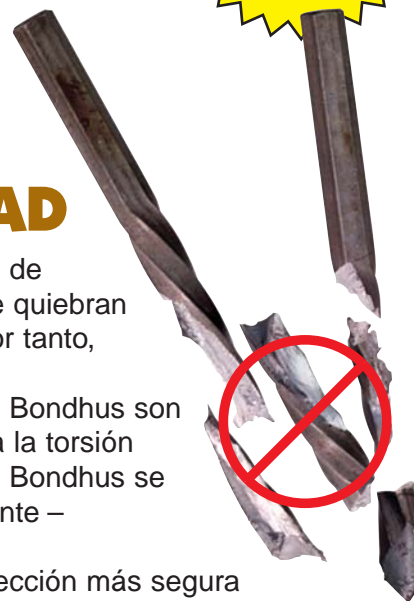 AD
de
e quiebran
or tanto,
Bondhus son
a la torsión
Bondhus se
nte –
ección más segura